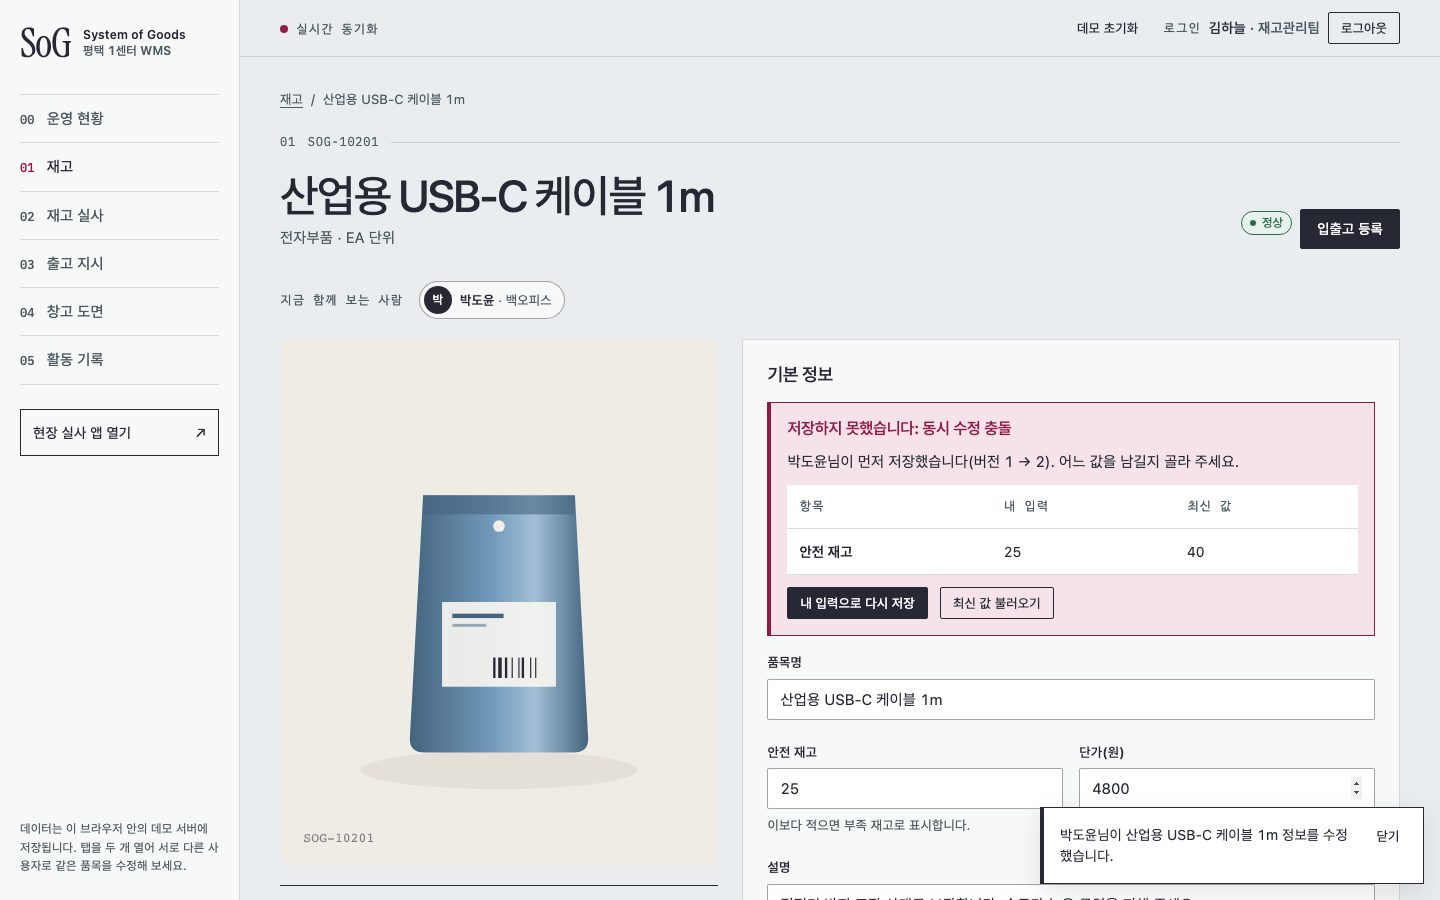 SoG
System of Goods
평택 1센터 WMS
00 운영 현황
01 재고
02 재고 실사
03 출고 지시
04 창고 도면
05 활동 기록
현장 실사 앱 열기 ↗
데이터는 이 브라우저 안의 데모 서버에
저장됩니다. 탭을 두 개 열어 서로 다른 사
용자로 같은 품목을 수정해 보세요.
실시간 동기화
데모 초기화
로그인 김하늘 · 재고관리팀
로그아웃
재고 / 산업용 USB-C 케이블 1m
01 SOG-10201
산업용 USB-C 케이블 1m
전자부품 · EA 단위
정상
입출고 등록
지금 함께 보는 사람
박
박도윤 · 백오피스
SOG-10201
기본 정보
저장하지 못했습니다: 동시 수정 충돌
박도윤님이 먼저 저장했습니다(버전 1 → 2). 어느 값을 남길지 골라 주세요.
항목 내 입력 최신 값
안전 재고 25 40
내 입력으로 다시 저장
최신 값 불러오기
품목명
산업용 USB-C 케이블 1m
안전 재고
단가(원)
25
4800
이보다 적으면 부족 재고로 표시합니다.
설명
박도윤님이 산업용 USB-C 케이블 1m 정보를 수정
했습니다.
닫기